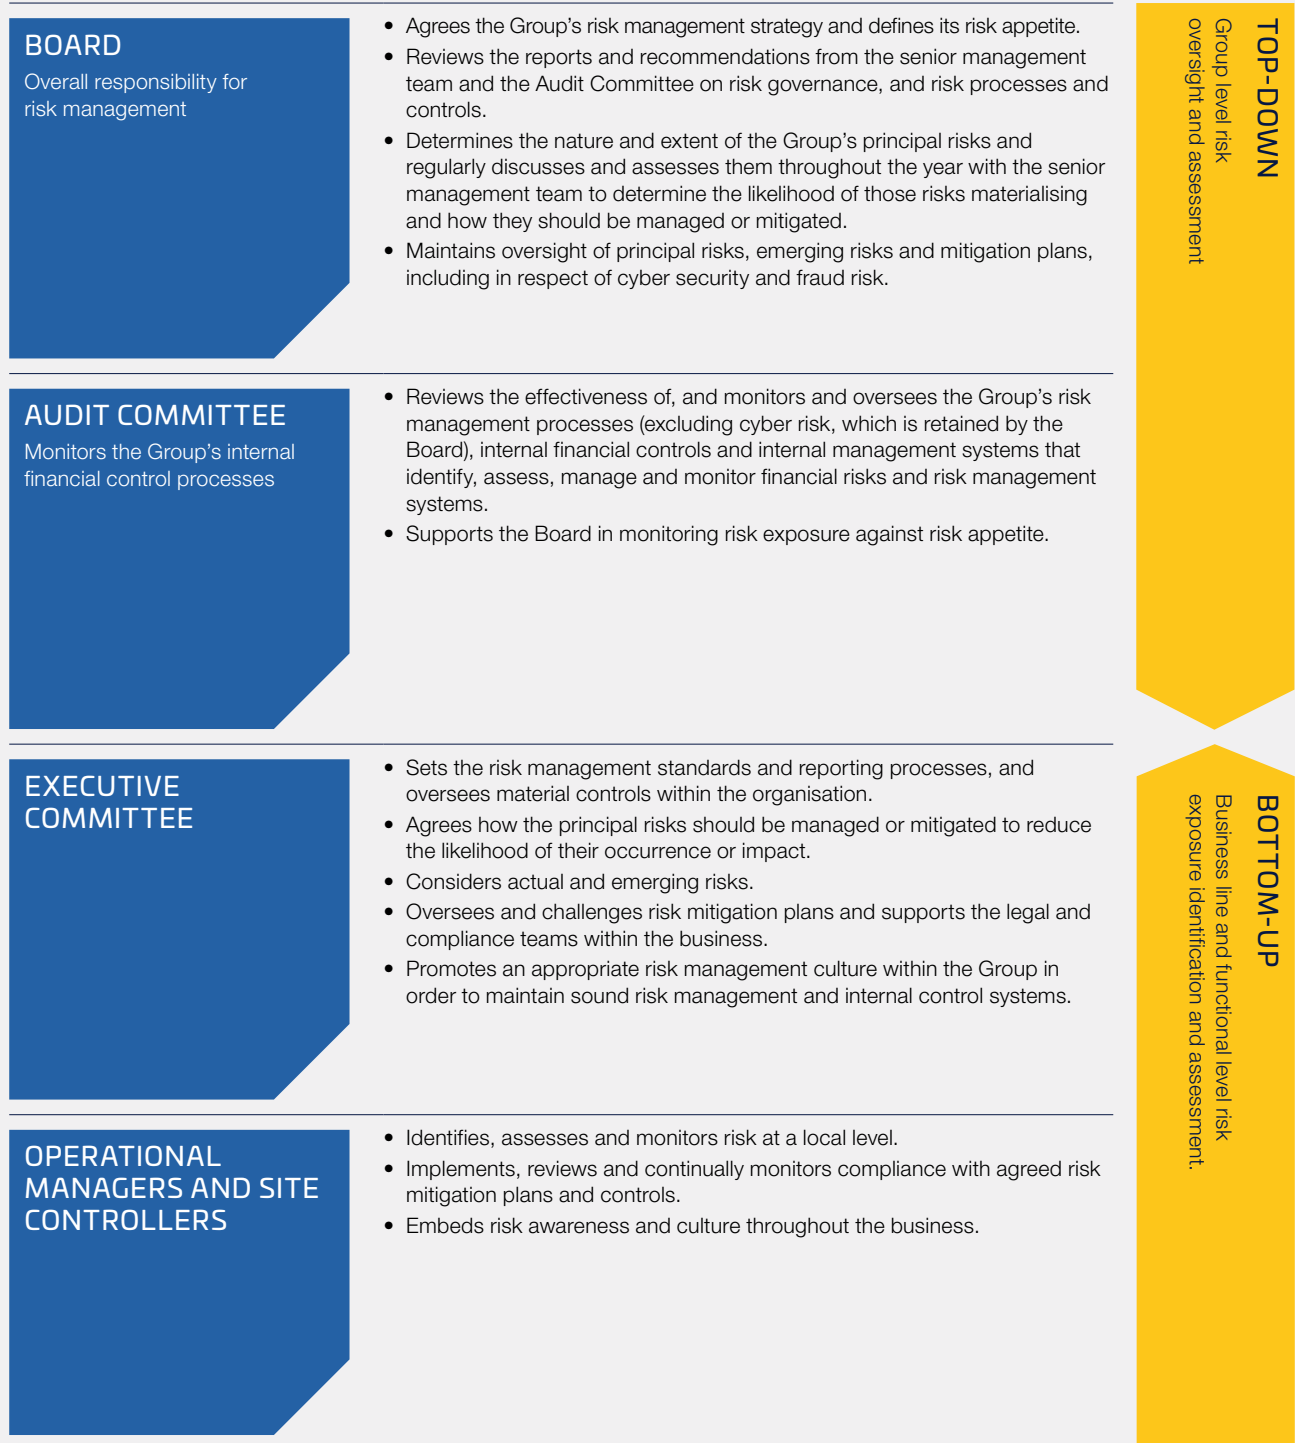 BOARD
Overall responsibility for
risk management
• Agrees the Group’s risk management strategy and defines its risk appetite.
• Reviews the reports and recommendations from the senior management
team and the Audit Committee on risk governance, and risk processes and
controls.
• Determines the nature and extent of the Group’s principal risks and
regularly discusses and assesses them throughout the year with the senior
management team to determine the likelihood of those risks materialising
and how they should be managed or mitigated.
• Maintains oversight of principal risks, emerging risks and mitigation plans,
including in respect of cyber security and fraud risk.
TOP-DOWN
Group level risk
oversight and assessment
AUDIT COMMITTEE
Monitors the Group’s internal
financial control processes
• Reviews the effectiveness of, and monitors and oversees the Group’s risk
management processes (excluding cyber risk, which is retained by the
Board), internal financial controls and internal management systems that
identify, assess, manage and monitor financial risks and risk management
systems.
• Supports the Board in monitoring risk exposure against risk appetite.
EXECUTIVE
COMMITTEE
• Sets the risk management standards and reporting processes, and
oversees material controls within the organisation.
• Agrees how the principal risks should be managed or mitigated to reduce
the likelihood of their occurrence or impact.
• Considers actual and emerging risks.
• Oversees and challenges risk mitigation plans and supports the legal and
compliance teams within the business.
• Promotes an appropriate risk management culture within the Group in
order to maintain sound risk management and internal control systems.
BOTTOM-UP
Business line and functional level risk
exposure identification and assessment.
OPERATIONAL
MANAGERS AND SITE
CONTROLLERS
• Identifies, assesses and monitors risk at a local level.
• Implements, reviews and continually monitors compliance with agreed risk
mitigation plans and controls.
• Embeds risk awareness and culture throughout the business.